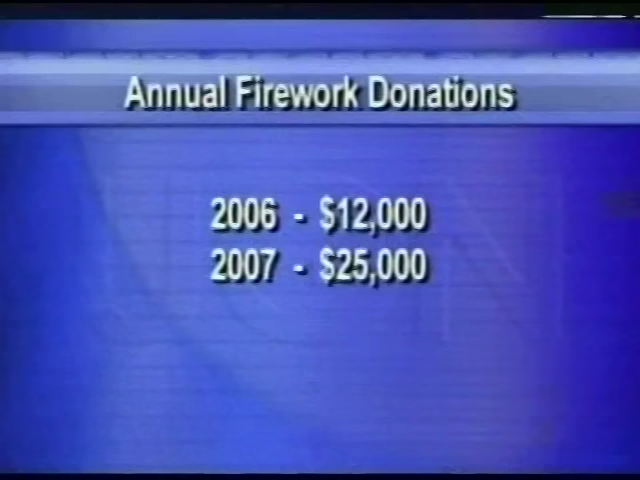 Annual Firework Donations
2006 - $12,000
2007 - $25,000